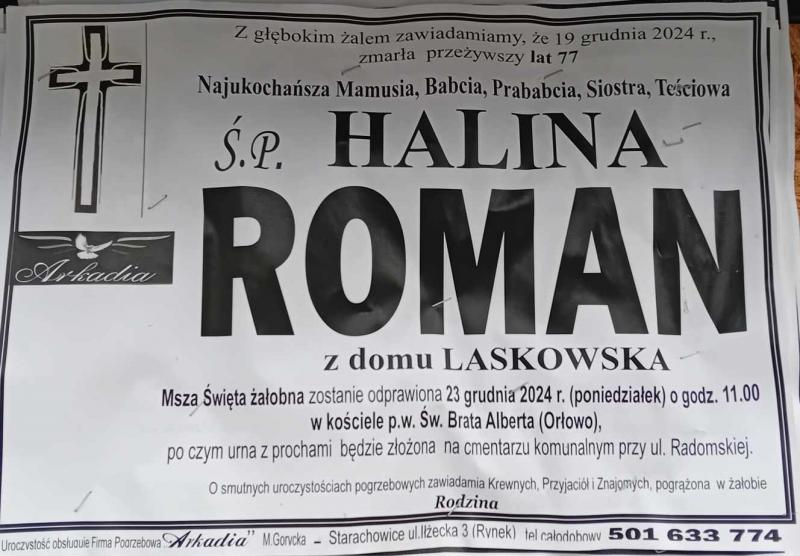 Z głębokim żalem zawiadamiamy, że 19 grudnia 2024 r.,
zmarła przeżywszy lat 77
Najukochańsza Mamusia, Babcia, Prababcia, Siostra, Teściowa
Ś.P. HALINA
ROMAN
Arkadia
z domu LASKOWSKA
Msza Święta żałobna zostanie odprawiona 23 grudnia 2024 r. (poniedziałek) o godz. 11.00
w kościele p.w. Św. Brata Alberta (Orłowo),
po czym urna z prochami będzie złożona na cmentarzu komunalnym przy ul. Radomskiej.
O smutnych uroczystościach pogrzebowych zawiadamia Krewnych, Przyjaciół i Znajomych, pogrążona w żałobie
Rodzina
Uroczystość obsługuje Firma Pogrzebowa "Arkadia" M.Gorycka – Starachowice ul.Iłżecka 3 (Rynek) tel.całodobowy 501 633 774